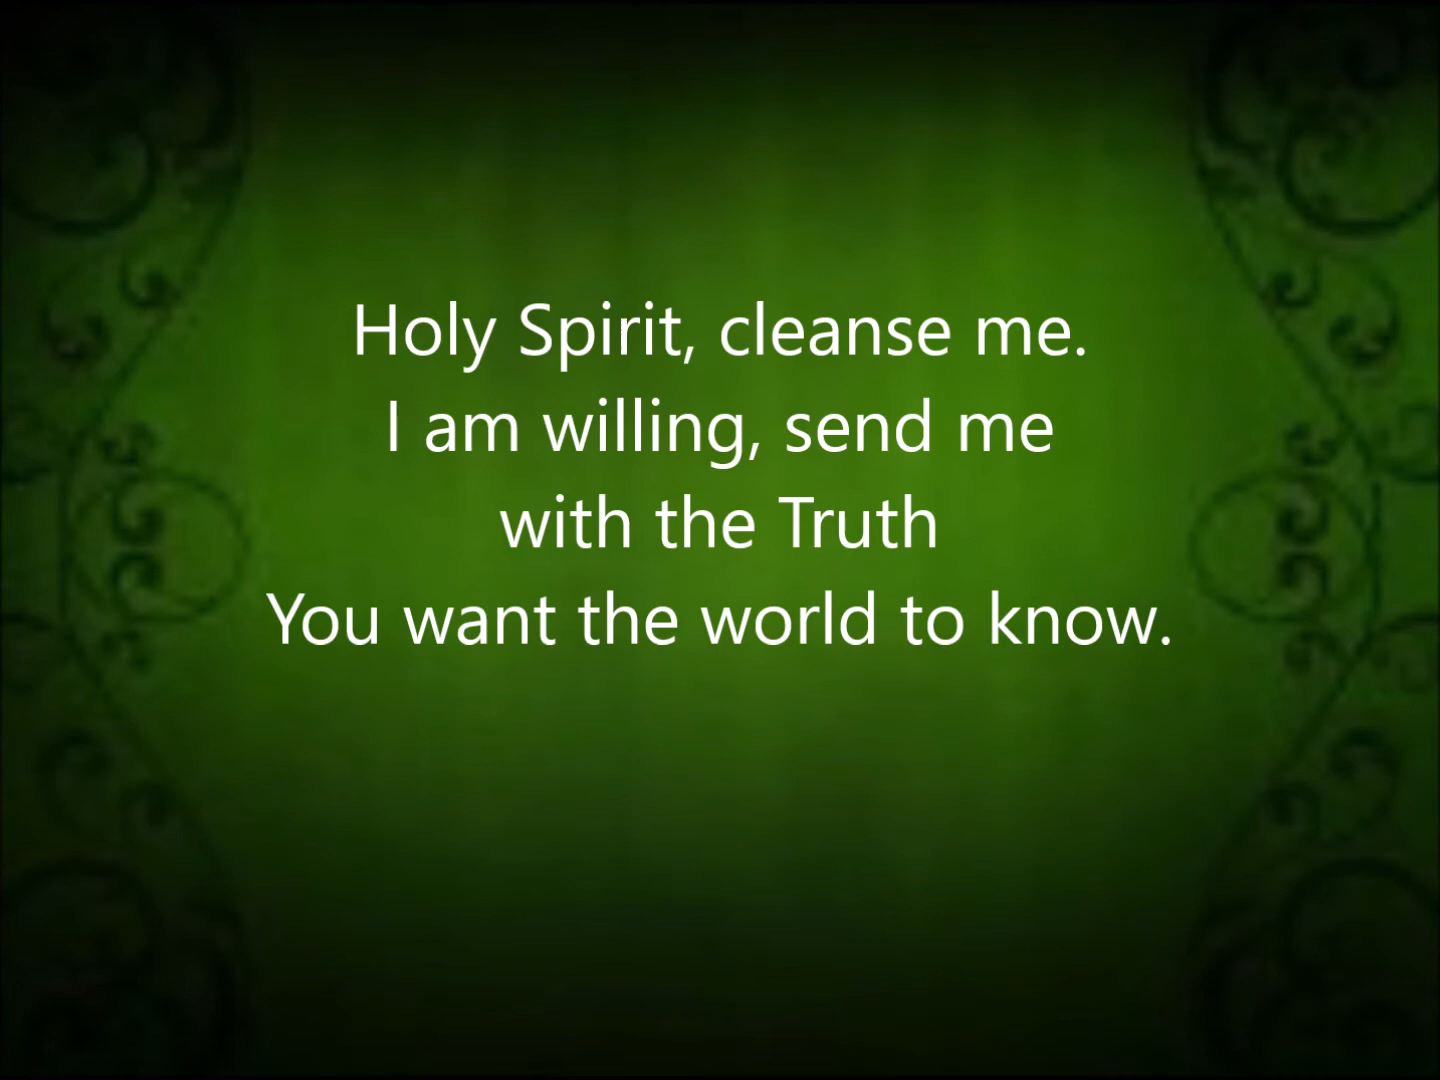 Holy Spirit, cleanse me.
I am willing, send me
with the Truth
You want the world to know.